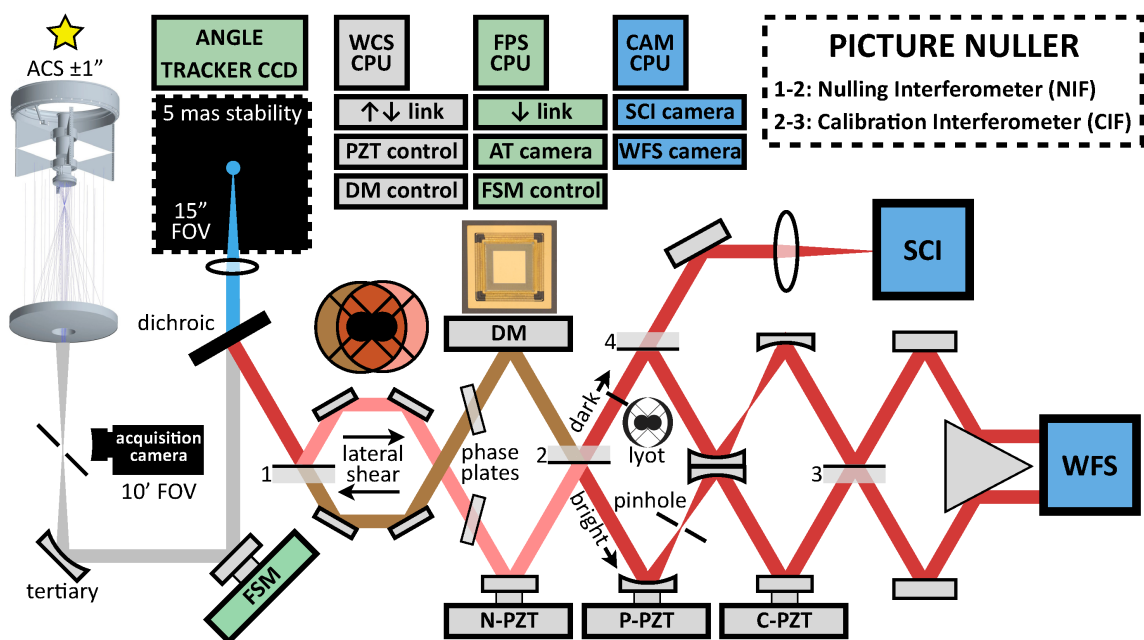 ACS ±1”
ANGLE
TRACKER CCD
5 mas stability
15”
FOV
WCS
CPU
↑↓ link
PZT control
DM control
FPS
CPU
↓ link
AT camera
FSM control
CAM
CPU
SCI camera
WFS camera
PICTURE NULLER
1-2: Nulling Interferometer (NIF)
2-3: Calibration Interferometer (CIF)
dichroic
DM
SCI
4
dark
lyot
acquisition
camera
10’ FOV
1
lateral
shear
phase
plates
2
bright
pinhole
3
WFS
tertiary
FSM
N-PZT
P-PZT
C-PZT